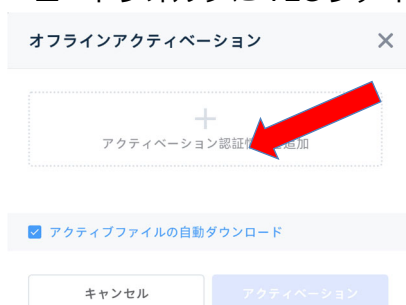 オフラインアクティベーション
アクティベーション認証情 追加
アクティブファイルの自動ダウンロード
キャンセル
アクティベーション